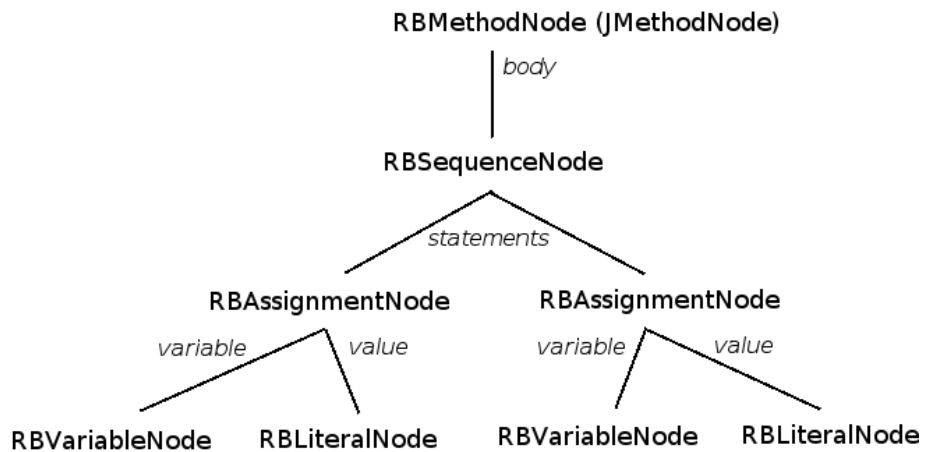 RBMethodNode (JMethodNode)
body
RBSequenceNode
statements
RBAssignmentNode RBAssignmentNode
variable value variable value
RBVariableNode RBLiteralNode RBVariableNode RBLiteralNode